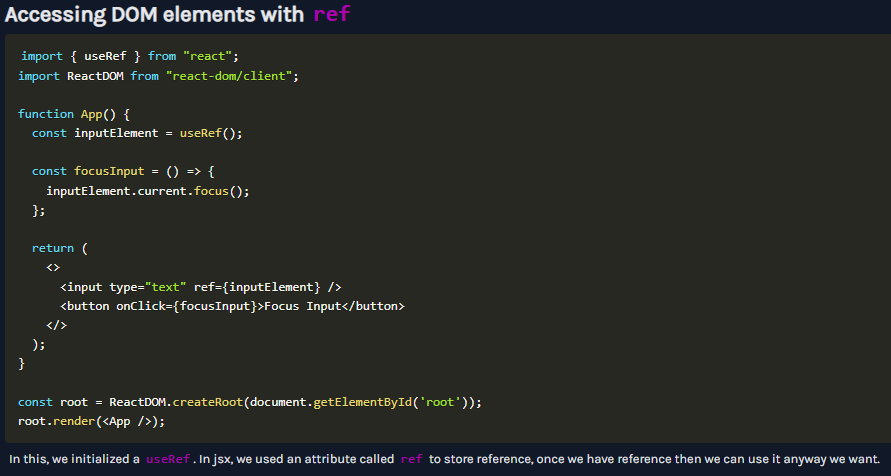 Accessing DOM elements with ref
import { useRef } from "react";
import ReactDOM from "react-dom/client";
function App() {
const inputElement = useRef();
const focusInput = () => {
inputElement.current.focus();
};
return (
<>
<input type="text" ref={inputElement} />
<button onClick={focusInput}>Focus Input</button>
</>
);
}
const root = ReactDOM.createRoot(document.getElementById('root'));
root.render(<App />);
In this, we initialized a useRef. In jsx, we used an attribute called ref to store reference, once we have reference then we can use it anyway we want.